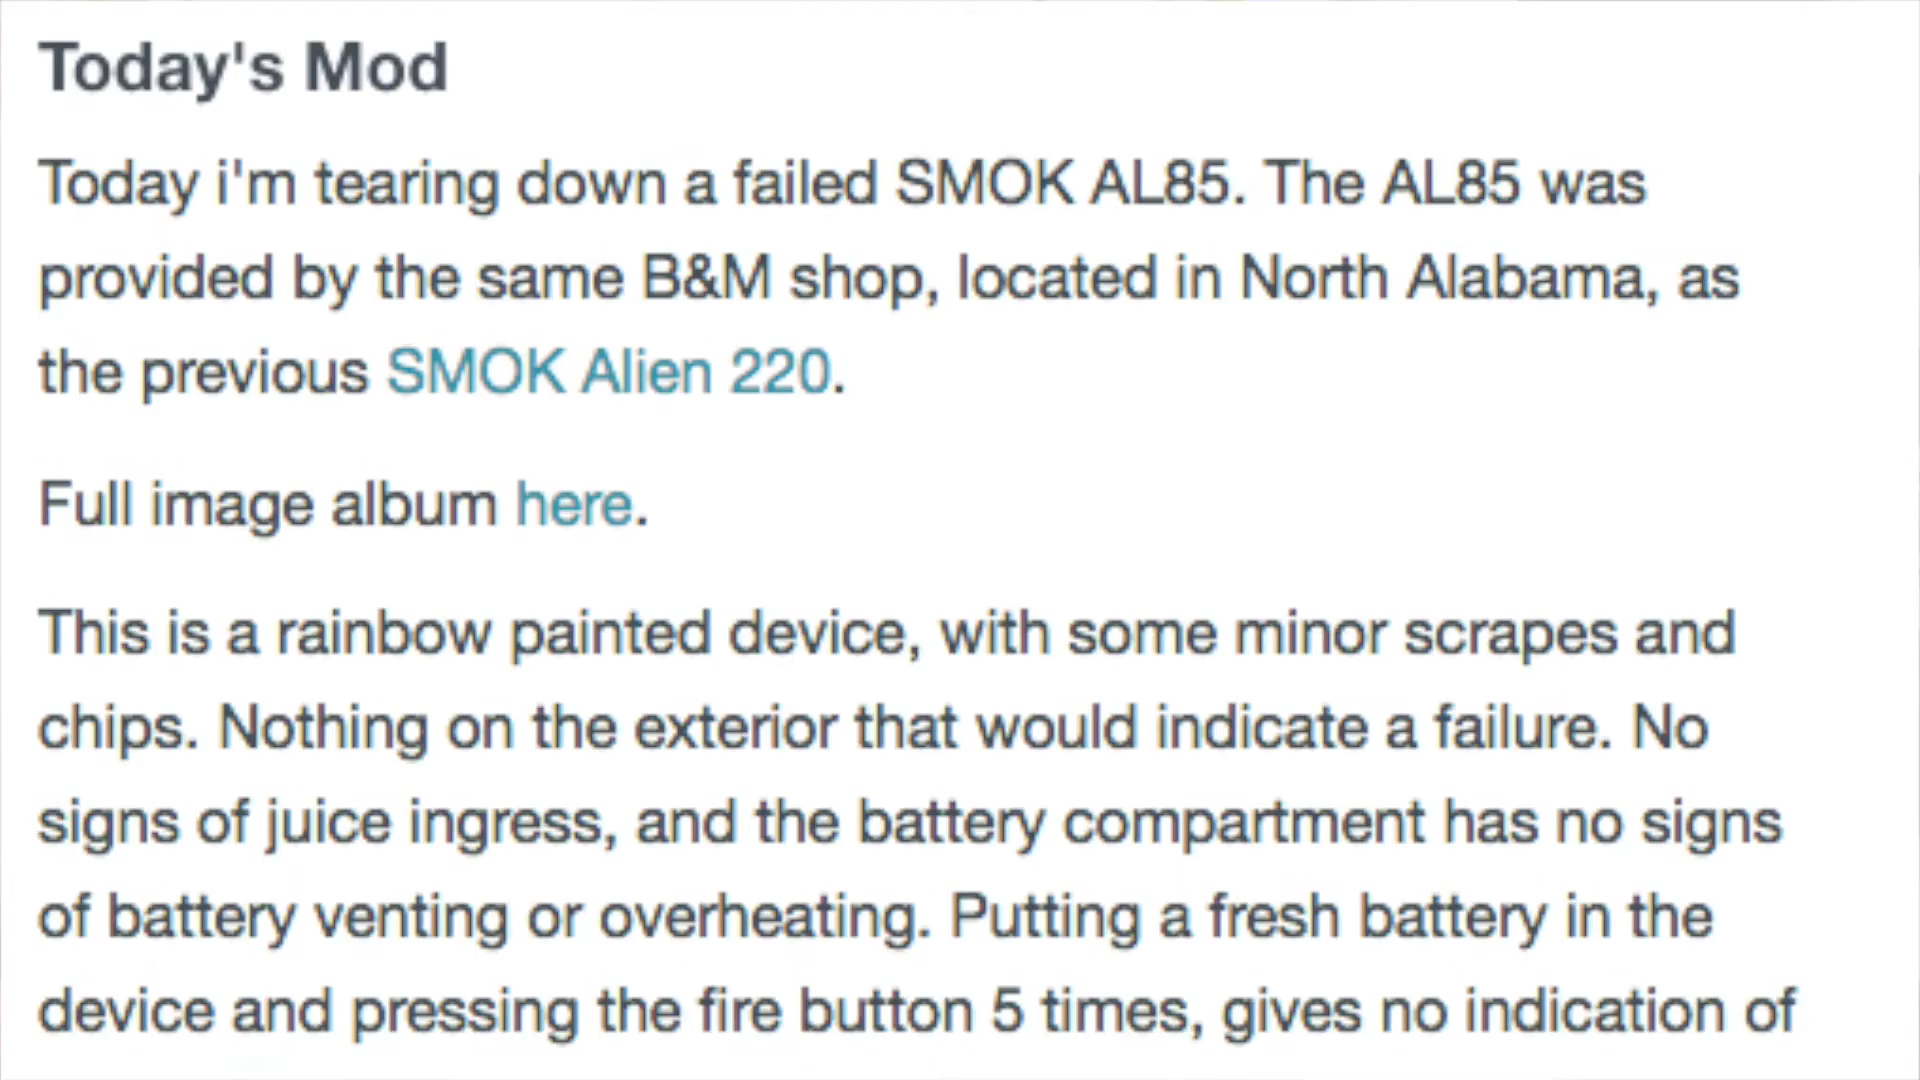 Today's Mod
Today i'm tearing down a failed SMOK AL85. The AL85 was
provided by the same B&M shop, located in North Alabama, as
the previous SMOK Alien 220.
Full image album here.
This is a rainbow painted device, with some minor scrapes and
chips. Nothing on the exterior that would indicate a failure. No
signs of juice ingress, and the battery compartment has no signs
of battery venting or overheating. Putting a fresh battery in the
device and pressing the fire button 5 times, gives no indication of